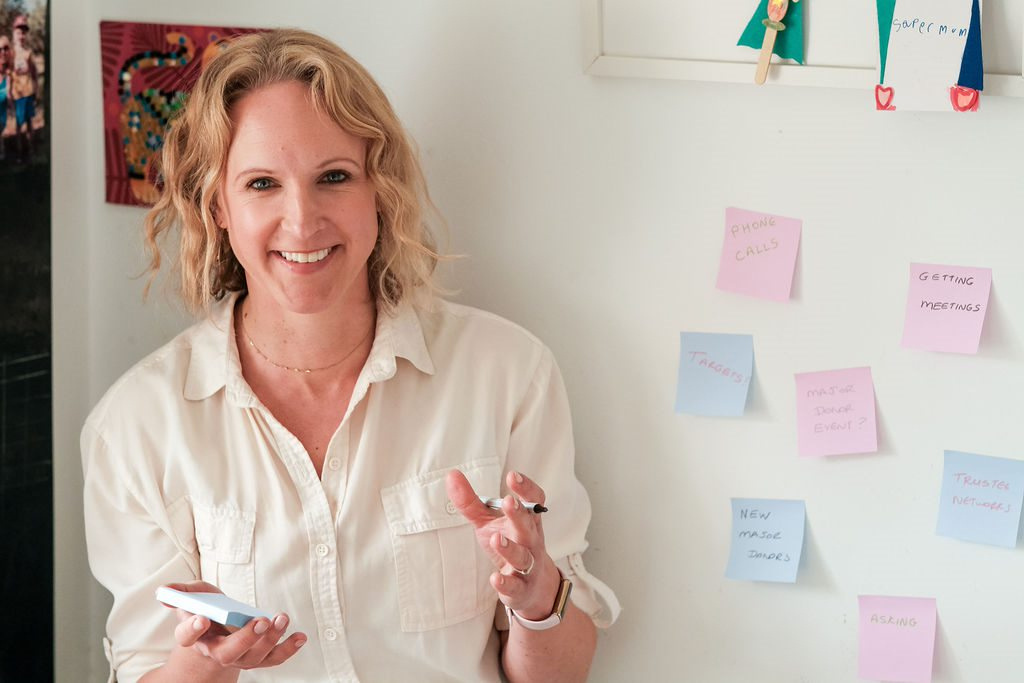 super mum
PHONE
CALLS
GETTING
MEETINGS
TARGETS!
MAJOR
DONOR
EVENT?
TRUSTEE
NETWORKS
NEW
MAJOR
DONORS
ASKING